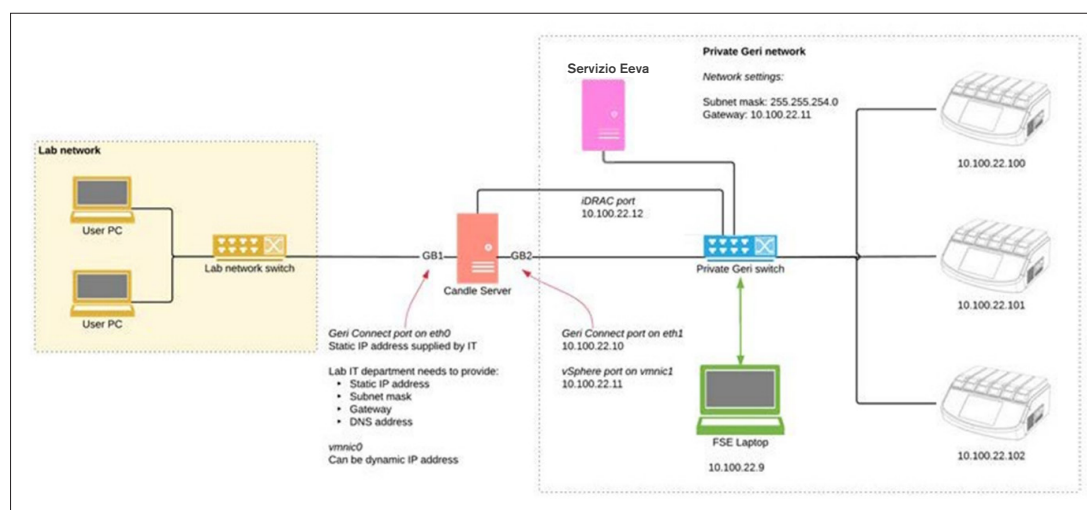 Lab network
User PC
User PC
Lab network switch
GB1
Candle Server
GB2
Geri Connect port on eth0
Static IP address supplied by IT
Lab IT department needs to provide:
• Static IP address
• Subnet mask
• Gateway
• DNS address
vmnic0
Can be dynamic IP address
Private Geri network
Network settings:
Subnet mask: 255.255.254.0
Gateway: 10.100.22.11
Servizio Eeva
iDRAC port
10.100.22.12
Private Geri switch
Geri Connect port on eth1
10.100.22.10
vSphere port on vmnic1
10.100.22.11
FSE Laptop
10.100.22.9
10.100.22.100
10.100.22.101
10.100.22.102